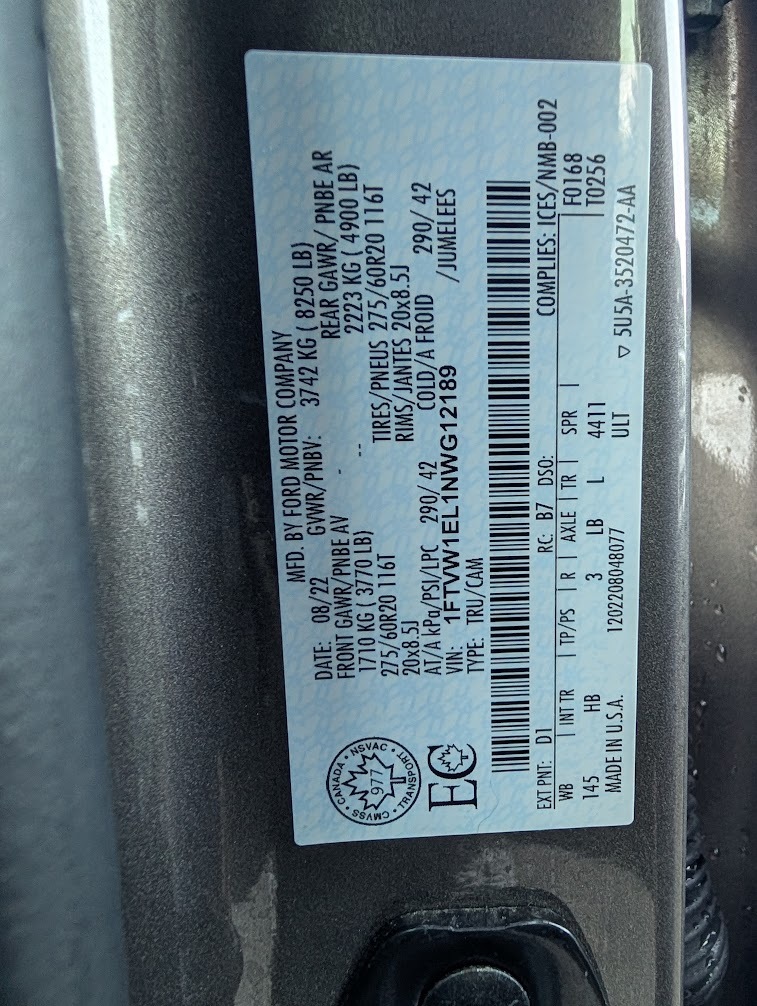 MFD. BY FORD MOTOR COMPANY
DATE: 08/22 GVWR/PNBV: 3742 KG ( 8250 LB)
FRONT GAWR/PNBE AV - REAR GAWR/ PNBE AR
1710 KG ( 3770 LB) -- 2223 KG ( 4900 LB)
275/60R20 116T TIRES/PNEUS 275/60R20 116T
20x8.5J RIMS/JANTES 20x8.5J
AT/A kPa/PSI/LPC 290/ 42 COLD/A FROID 290/ 42
VIN: 1FTVW1EL1NWG12189 /JUMELEES
TYPE: TRU/CAM
CANADA • NSVAC • TRANSPORT • CMVSS •
977
EC
EXT PNT: D1 RC: B7 DSO: COMPLIES: ICES/NMB-002
WB | INT TR | TP/PS | R | AXLE | TR | SPR | F0168
145 HB 3 LB L 4411 T0256
MADE IN U.S.A. 1202208048077 ULT ▽ 5U5A-3520472-AA